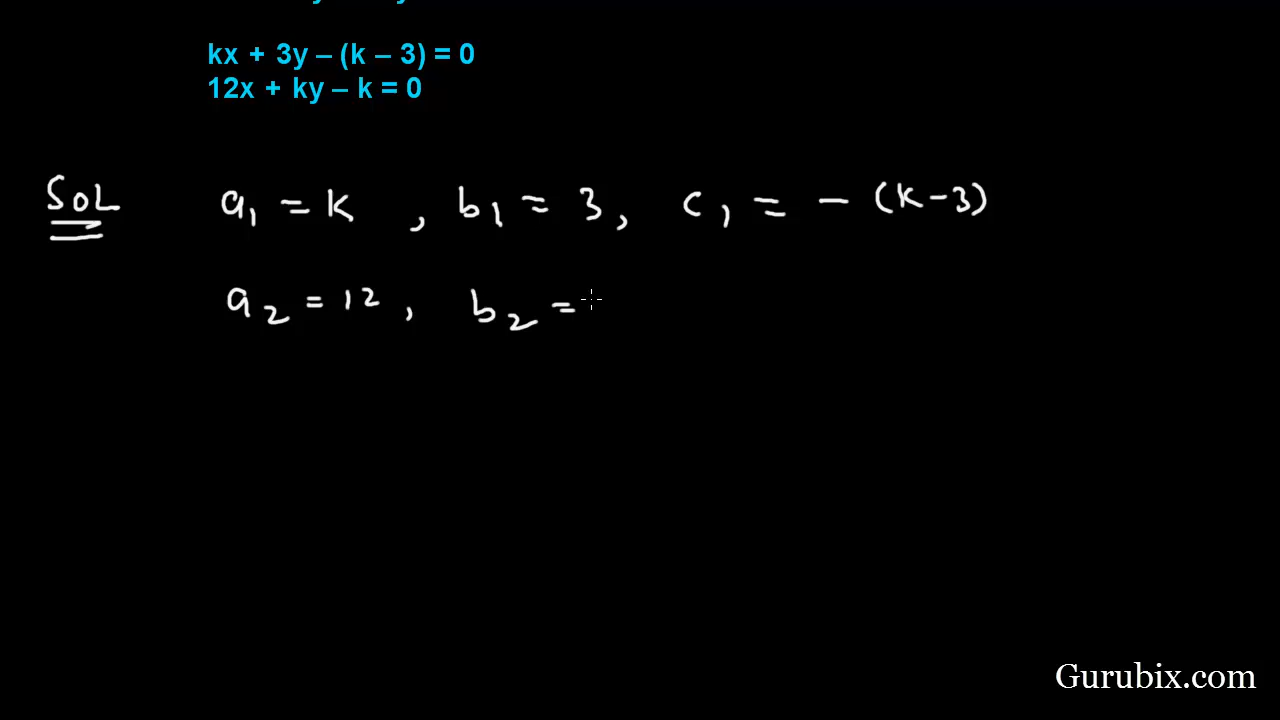 kx + 3y – (k – 3) = 0
12x + ky – k = 0
SOL a₁ = k , b₁ = 3, c₁ = - (k-3)
a₂ = 12 , b₂ =
Gurubix.com